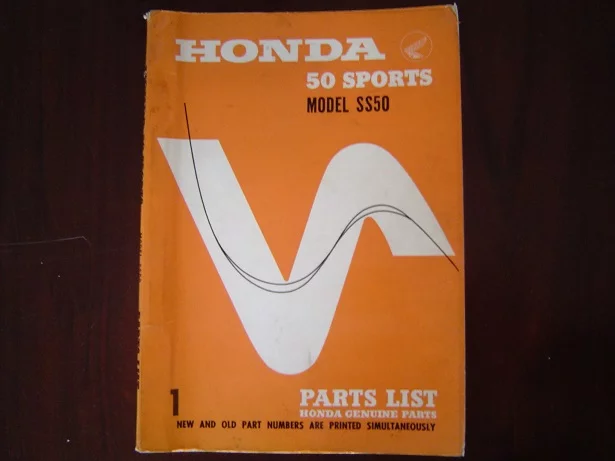 HONDA
50 SPORTS
MODEL SS50
1
PARTS LIST
HONDA GENUINE PARTS
NEW AND OLD PART NUMBERS ARE PRINTED SIMULTANEOUSLY